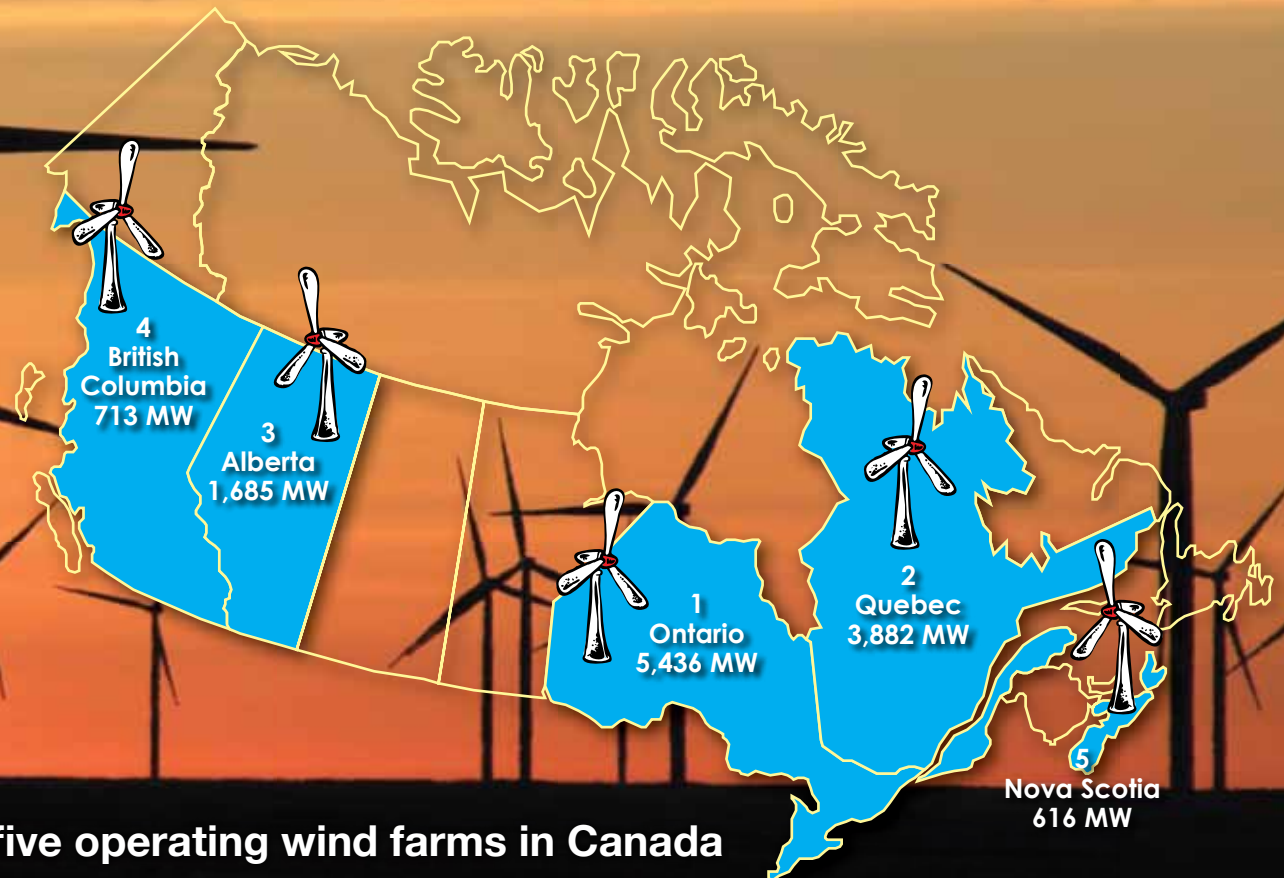 4
British
Columbia
713 MW
3
Alberta
1,685 MW
1
Ontario
5,436 MW
2
Quebec
3,882 MW
5
Nova Scotia
616 MW
five operating wind farms in Canada